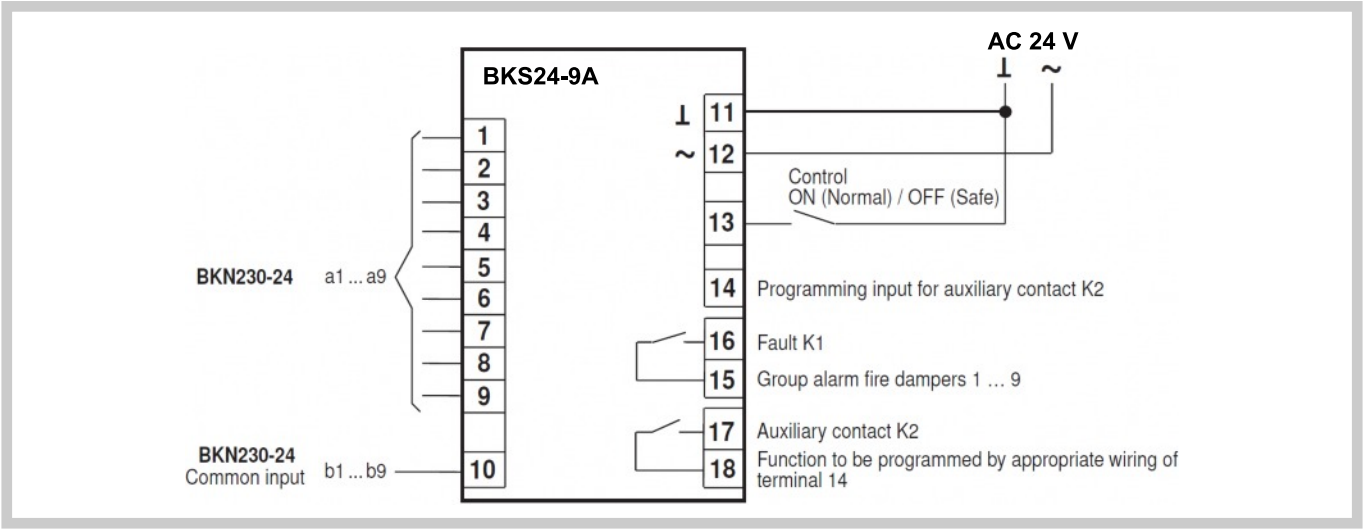 AC 24 V
⊥ ~
BKS24-9A
⊥ 11
~ 12
Control
ON (Normal) / OFF (Safe)
13
14 Programming input for auxiliary contact K2
16 Fault K1
15 Group alarm fire dampers 1 ... 9
17 Auxiliary contact K2
18 Function to be programmed by appropriate wiring of
terminal 14
1
2
3
4
5
6
7
8
9
10
BKN230-24 a1 ... a9
BKN230-24
Common input b1 ... b9